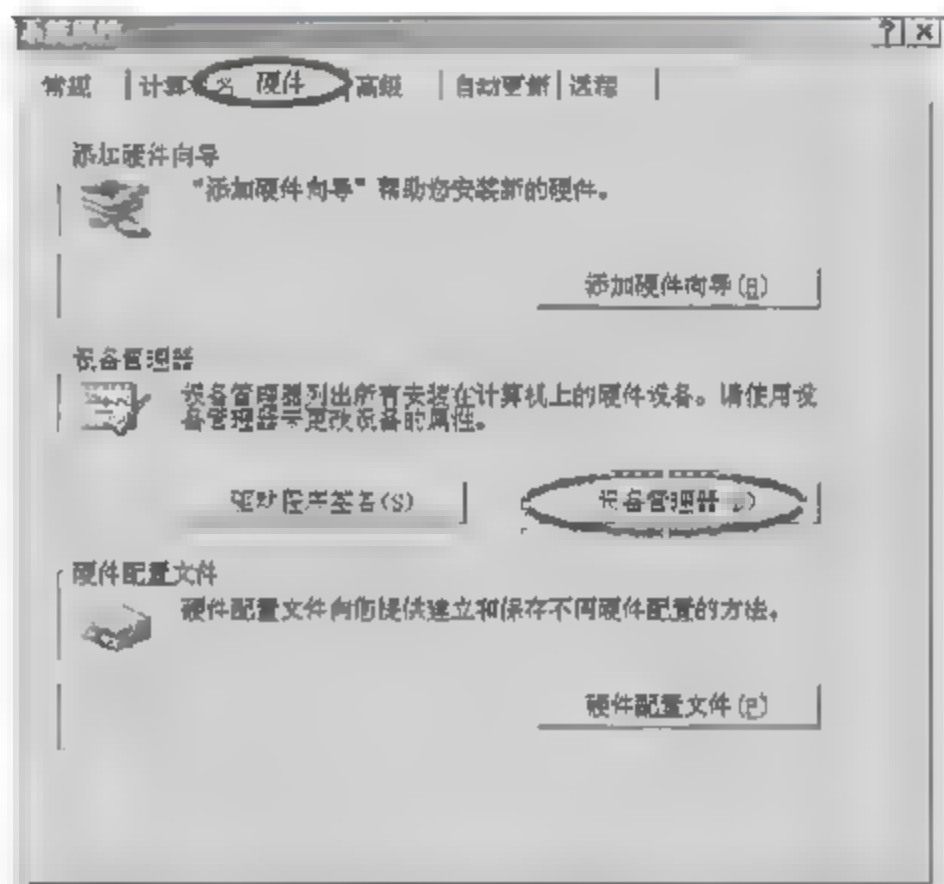 系统属性
常规 计算机名 硬件 高级 自动更新 远程
添加硬件向导
"添加硬件向导"帮助您安装新的硬件。
添加硬件向导(H)
设备管理器
设备管理器列出所有安装在计算机上的硬件设备。请使用设
备管理器来更改设备的属性。
驱动程序签名(S) 设备管理器(D)
硬件配置文件
硬件配置文件向您提供建立和保存不同硬件配置的方法。
硬件配置文件(P)